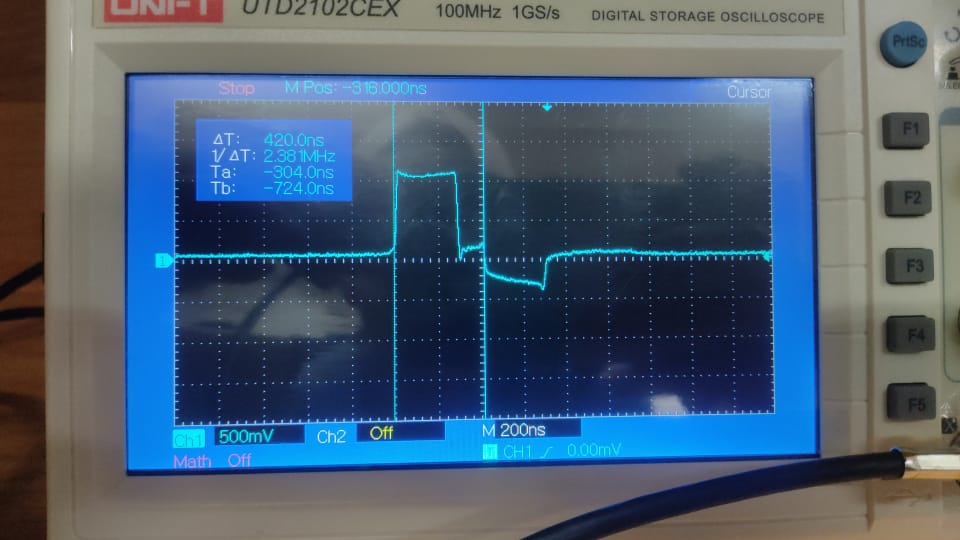 UNI-T UTD2102CEX 100MHz 1GS/s DIGITAL STORAGE OSCILLOSCOPE
PrtSc
Stop M Pos: -316.000ns Cursor
ΔT: 420.0ns
1/ΔT: 2.381MHz
Ta: -304.0ns
Tb: -724.0ns
1
F1
F2
F3
F4
F5
Ch1 500mV Ch2 Off M 200ns
CH1 0.00mV
Math Off